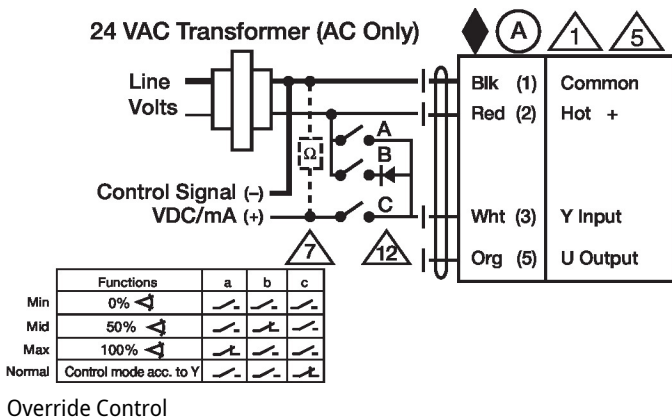 24 VAC Transformer (AC Only)
A 1 5
Line
Volts
Blk (1) Common
Red (2) Hot +
A
Ω
B
Control Signal (–)
VDC/mA (+)
C
Wht (3) Y Input
7 12
Org (5) U Output
Functions a b c
Min 0%
Mid 50%
Max 100%
Normal Control mode acc. to Y
Override Control